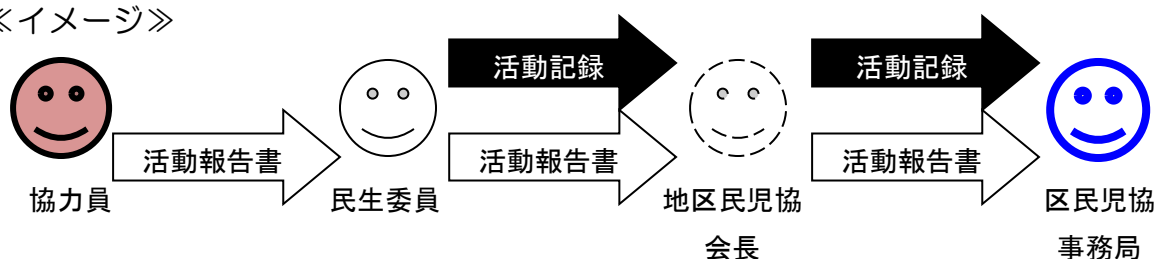 ≪イメージ≫
活動記録
活動記録
活動報告書
活動報告書
活動報告書
協力員
民生委員
地区民児協
会長
区民児協
事務局